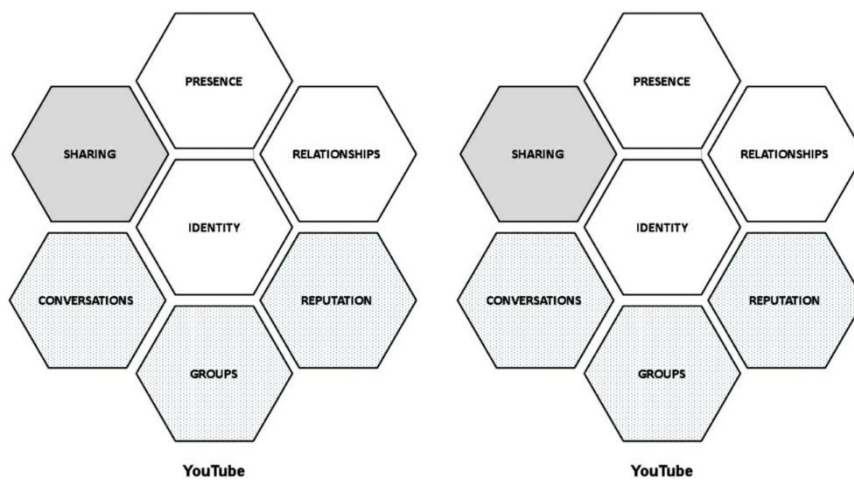 PRESENCE
SHARING
RELATIONSHIPS
IDENTITY
CONVERSATIONS
REPUTATION
GROUPS
YouTube
PRESENCE
SHARING
RELATIONSHIPS
IDENTITY
CONVERSATIONS
REPUTATION
GROUPS
YouTube